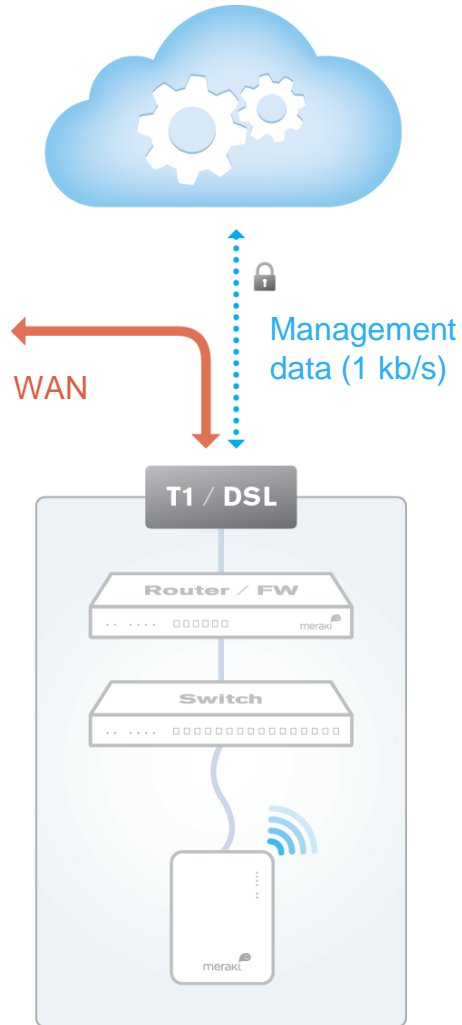 Management
data (1 kb/s)
WAN
T1 / DSL
Router / FW
meraki
Switch
meraki